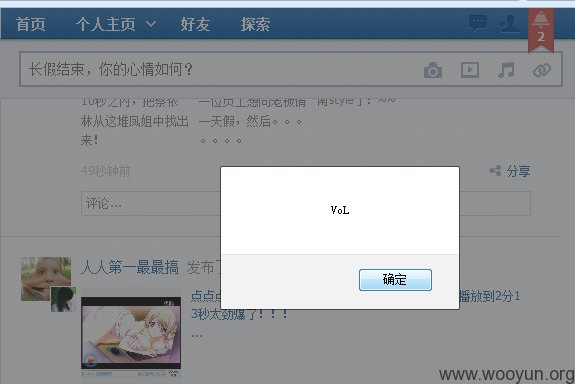 首页 个人主页 好友 探索
2
长假结束，你的心情如何？
10秒之内，把蔡依 一位员工想向老板请 南style了！~~
林从这堆凤姐中找出 一天假，然后。。。
来！ 。。。。
49秒钟前 分享
评论...
VoL
确定
人人第一最最搞 发布了
点点点 播放到2分1
3秒太劲爆了！！！
...
www.wooyun.org